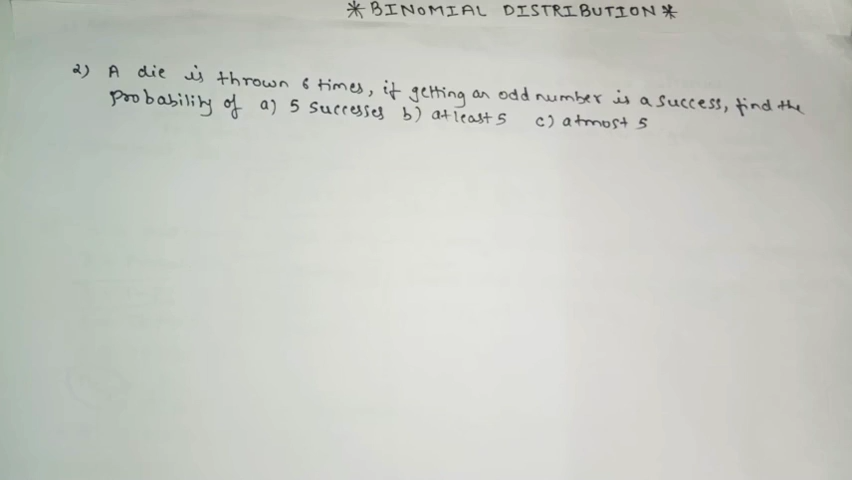 *BINOMIAL DISTRIBUTION*
2) A die is thrown 6 times, if getting an odd number is a success, find the
probability of a) 5 successes b) atleast 5 c) atmost 5